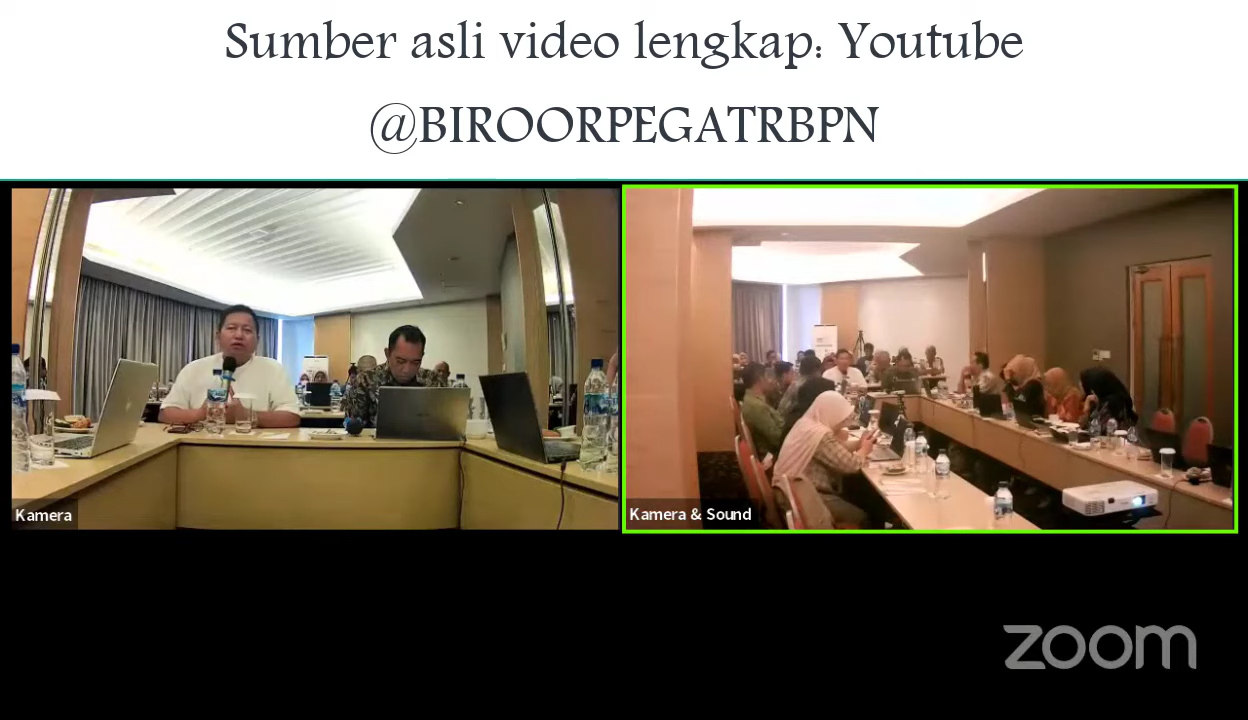 Sumber asli video lengkap: Youtube
@BIROORPEGATRBPN
Kamera
Kamera & Sound
zoom